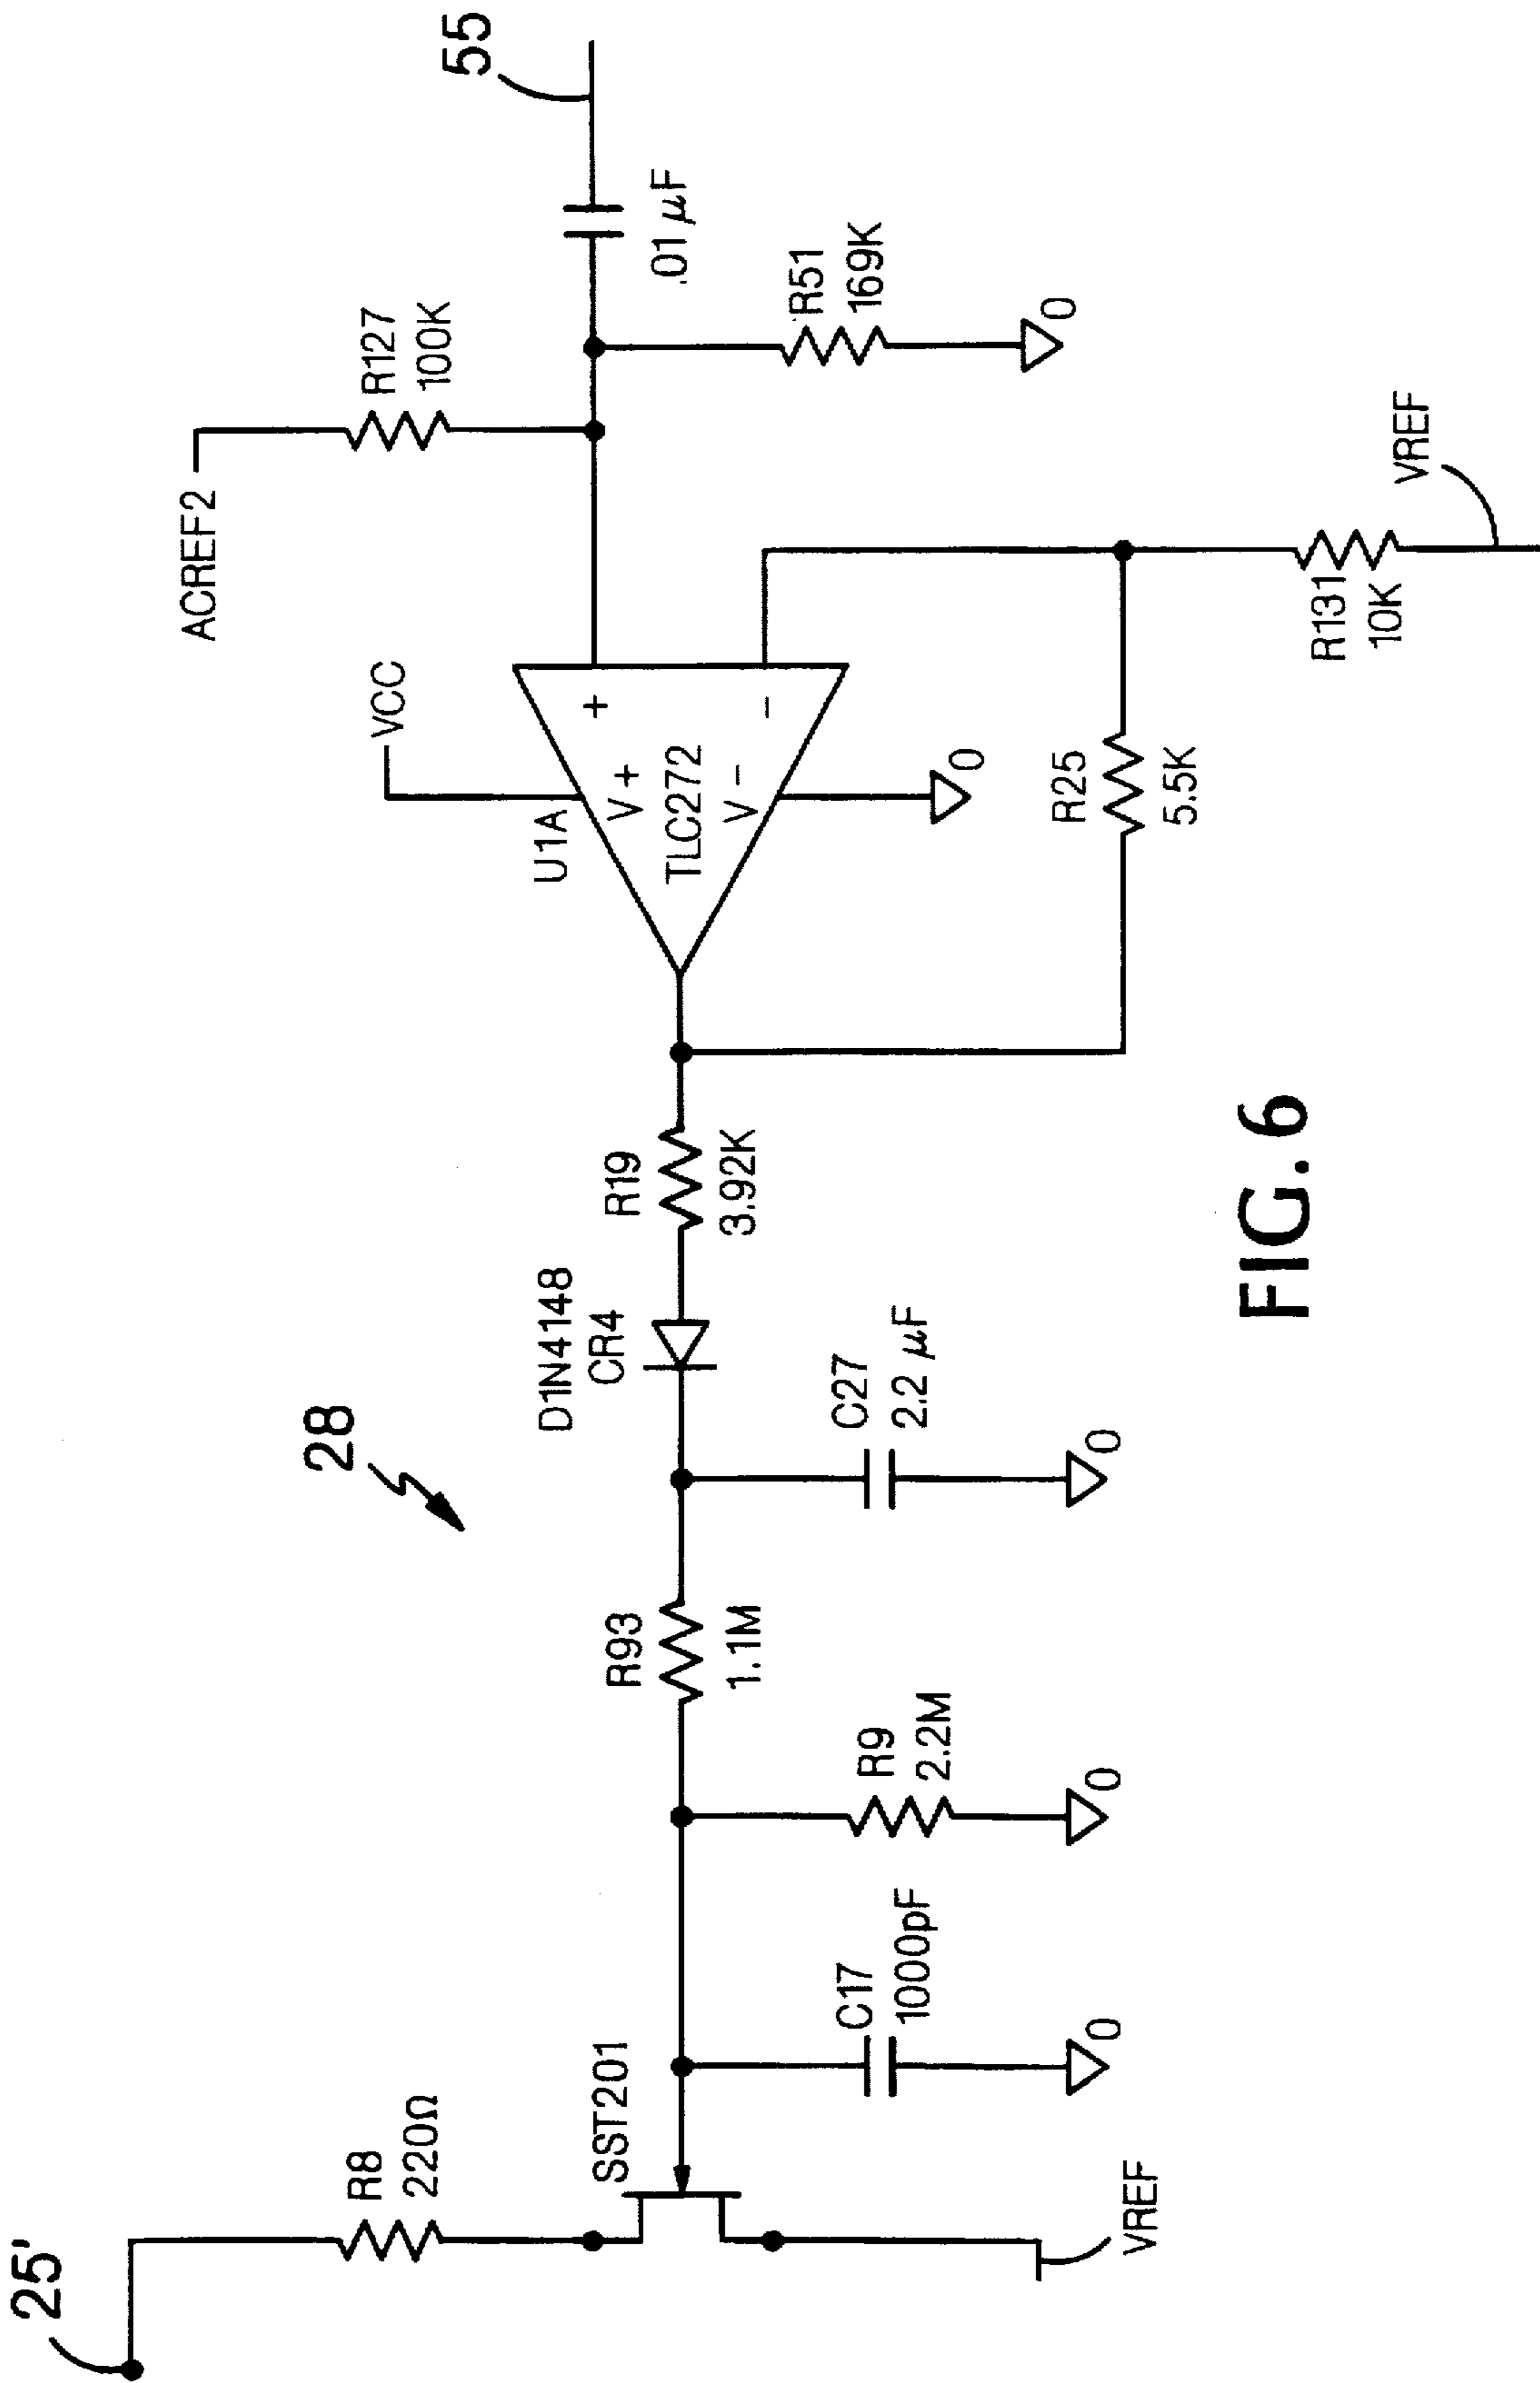 25'
R8
220Ω
SST201
VREF
C17
1000pF
0
R9
2.2M
0
R93
1.1M
28
C27
2.2 μF
0
D1N4148
CR4
R19
3.92K
U1A
VCC
V+
TLC272
V-
+
-
0
R25
5.5K
ACREF2
R127
100K
R131
10K
VREF
R51
169K
0
.01 μF
55
FIG. 6